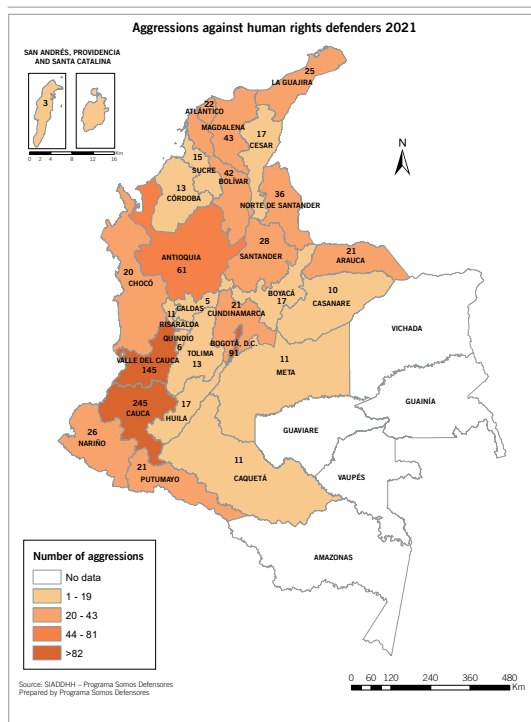 Aggressions against human rights defenders 2021
SAN ANDRÉS, PROVIDENCIA
AND SANTA CATALINA
3
0 2 4 8 12 16 Km
N
25
LA GUAJIRA
22
ATLÁNTICO
MAGDALENA
43
17
CESAR
15
SUCRE
42
BOLÍVAR
13
CÓRDOBA
36
NORTE DE SANTANDER
ANTIOQUIA
61
28
SANTANDER
21
ARAUCA
20
CHOCÓ
BOYACÁ
17
10
CASANARE
5
CALDAS
21
CUNDINAMARCA
11
RISARALDA
VICHADA
QUINDIO
6
TOLIMA
13
BOGOTÁ, D.C.
91
VALLE DEL CAUCA
145
11
META
245
CAUCA
17
HUILA
GUAINÍA
GUAVIARE
26
NARIÑO
21
PUTUMAYO
11
CAQUETÁ
VAUPÉS
AMAZONAS
Number of aggressions
No data
1 - 19
20 - 43
44 - 81
>82
Source: SIADDHH – Programa Somos Defensores
Prepared by Programa Somos Defensores
0 60 120 240 360 480
Km